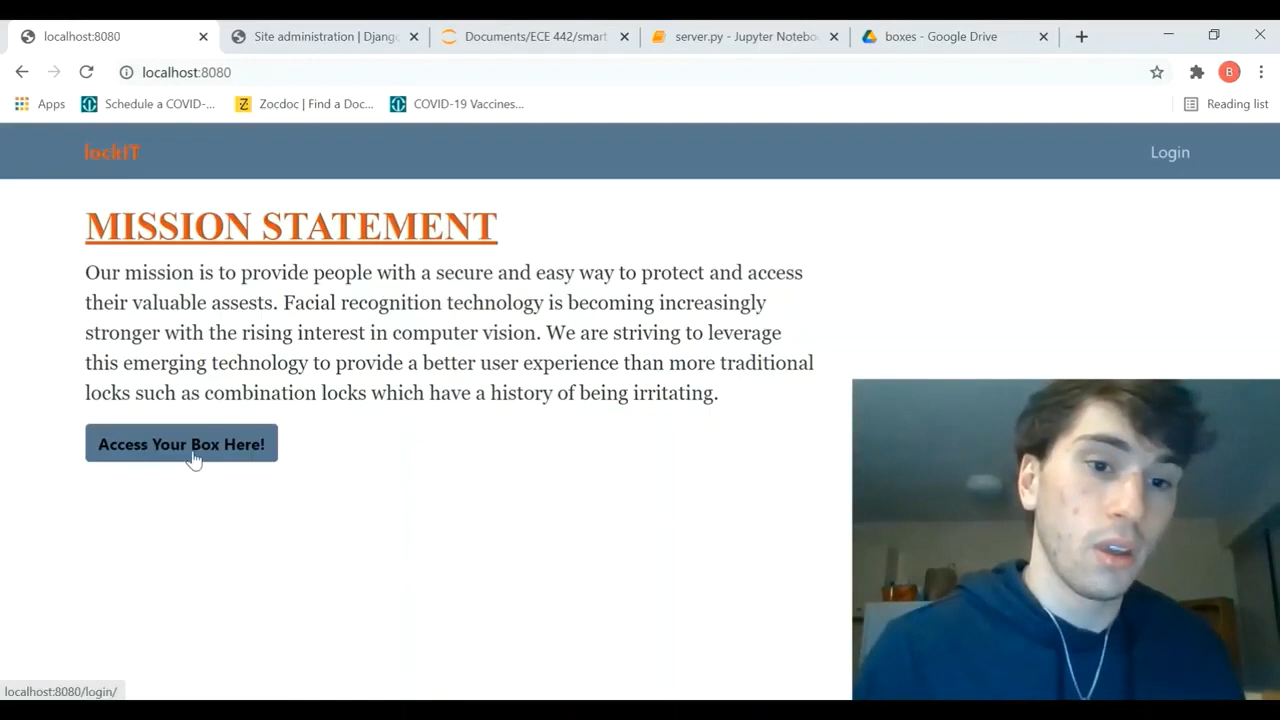 localhost:8080
Site administration | Djang
Documents/ECE 442/smart
server.py - Jupyter Notebo
boxes - Google Drive
localhost:8080
B
Apps
Schedule a COVID-...
Zocdoc | Find a Doc...
COVID-19 Vaccines...
Reading list
lockIT
Login
MISSION STATEMENT
Our mission is to provide people with a secure and easy way to protect and access
their valuable assests. Facial recognition technology is becoming increasingly
stronger with the rising interest in computer vision. We are striving to leverage
this emerging technology to provide a better user experience than more traditional
locks such as combination locks which have a history of being irritating.
Access Your Box Here!
localhost:8080/login/